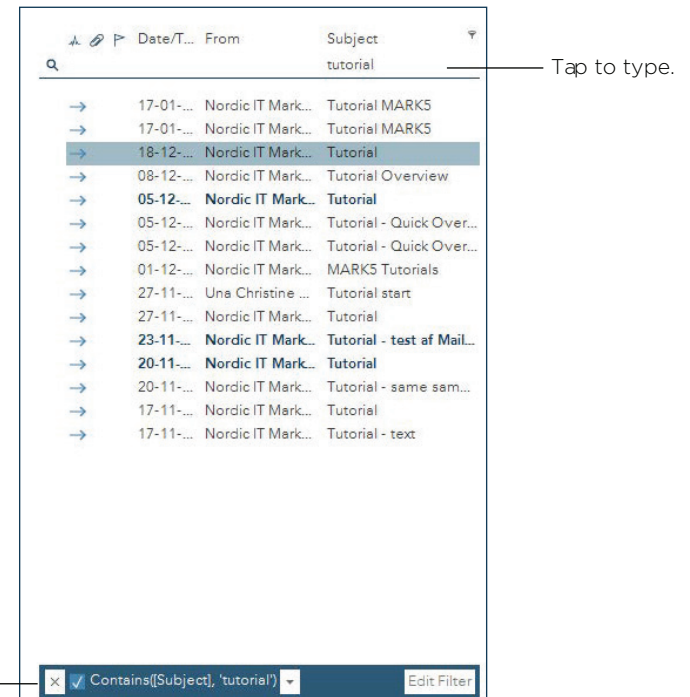 Date/T... From Subject
tutorial
Tap to type.
17-01-... Nordic IT Mark... Tutorial MARK5
17-01-... Nordic IT Mark... Tutorial MARK5
18-12-... Nordic IT Mark... Tutorial
08-12-... Nordic IT Mark... Tutorial Overview
05-12-... Nordic IT Mark... Tutorial
05-12-... Nordic IT Mark... Tutorial - Quick Over...
05-12-... Nordic IT Mark... Tutorial - Quick Over...
01-12-... Nordic IT Mark... MARK5 Tutorials
27-11-... Una Christine ... Tutorial start
27-11-... Nordic IT Mark... Tutorial
23-11-... Nordic IT Mark... Tutorial - test af Mail...
20-11-... Nordic IT Mark... Tutorial
20-11-... Nordic IT Mark... Tutorial - same sam...
17-11-... Nordic IT Mark... Tutorial
17-11-... Nordic IT Mark... Tutorial - text
Contains([Subject], 'tutorial') Edit Filter